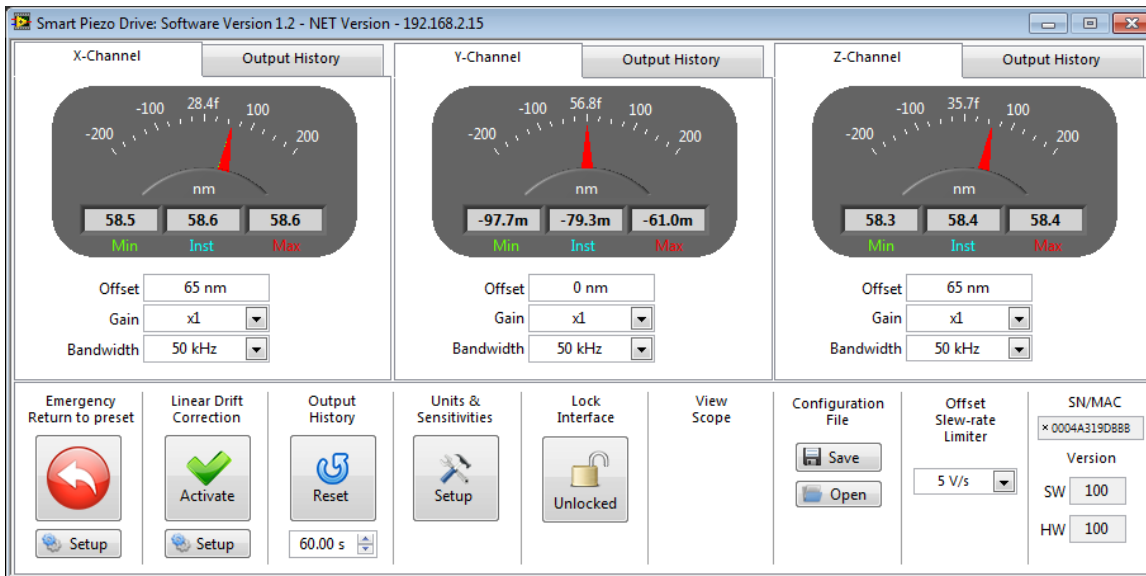 Smart Piezo Drive: Software Version 1.2 - NET Version - 192.168.2.15
X-Channel
Output History
-200
-100
28.4f
100
200
nm
58.5
58.6
58.6
Min
Inst
Max
Offset
65 nm
Gain
x1
Bandwidth
50 kHz
Y-Channel
Output History
-200
-100
56.8f
100
200
nm
-97.7m
-79.3m
-61.0m
Min
Inst
Max
Offset
0 nm
Gain
x1
Bandwidth
50 kHz
Z-Channel
Output History
-200
-100
35.7f
100
200
nm
58.3
58.4
58.4
Min
Inst
Max
Offset
65 nm
Gain
x1
Bandwidth
50 kHz
Emergency
Return to preset
Setup
Linear Drift
Correction
Activate
Setup
Output
History
Reset
60.00 s
Units &
Sensitivities
Setup
Lock
Interface
Unlocked
View
Scope
Configuration
File
Save
Open
Offset
Slew-rate
Limiter
5 V/s
SN/MAC
× 0004A319DBBB
Version
SW
100
HW
100